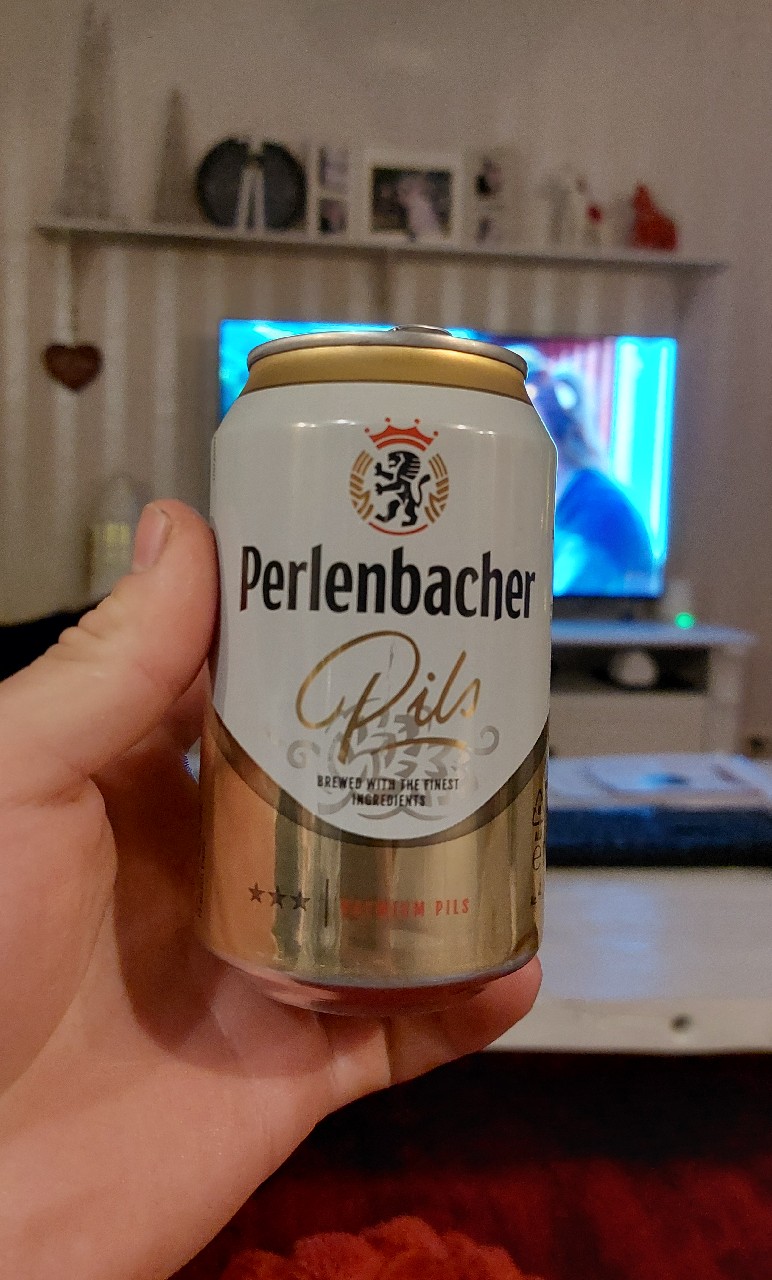 Perlenbacher
Pils
BREWED WITH THE FINEST
INGREDIENTS
PREMIUM PILS